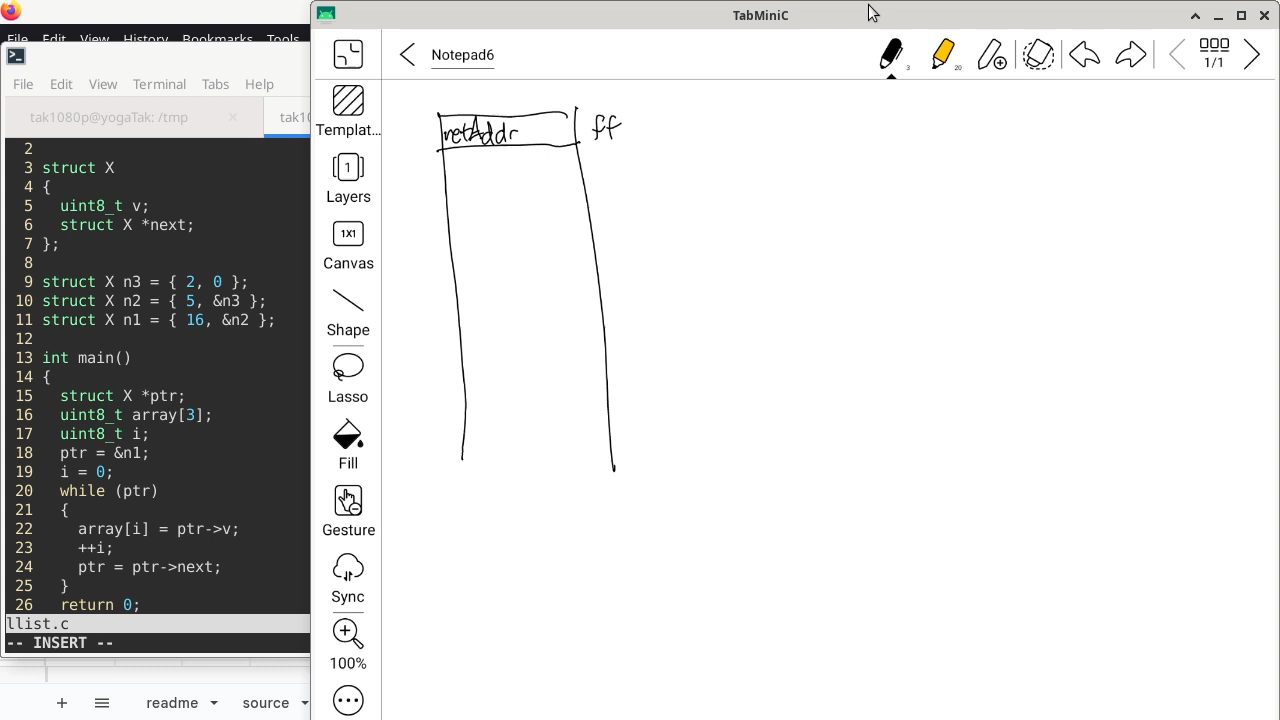 TabMiniC
File Edit View History Bookmarks Tools
Notepad6
3
20
1/1
File Edit View Terminal Tabs Help
tak1080p@yogaTak: /tmp
tak10
2
3 struct X
4 {
5 uint8_t v;
6 struct X *next;
7 };
8
9 struct X n3 = { 2, 0 };
10 struct X n2 = { 5, &n3 };
11 struct X n1 = { 16, &n2 };
12
13 int main()
14 {
15 struct X *ptr;
16 uint8_t array[3];
17 uint8_t i;
18 ptr = &n1;
19 i = 0;
20 while (ptr)
21 {
22 array[i] = ptr->v;
23 ++i;
24 ptr = ptr->next;
25 }
26 return 0;
llist.c
-- INSERT --
readme
source
Templat...
1
Layers
1X1
Canvas
Shape
Lasso
Fill
Gesture
Sync
100%
retAddr ff